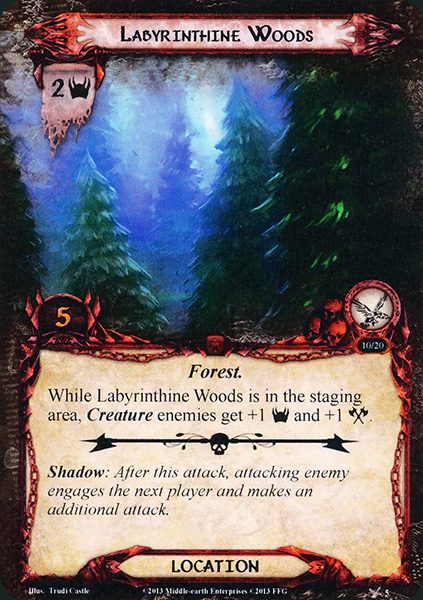 LABYRINTHINE WOODS
2
5
10/20
Forest.
While Labyrinthine Woods is in the staging
area, Creature enemies get +1 and +1 .
Shadow: After this attack, attacking enemy
engages the next player and makes an
additional attack.
LOCATION
Illus. Trudi Castle
©2013 Middle-earth Enterprises ©2013 FFG
5